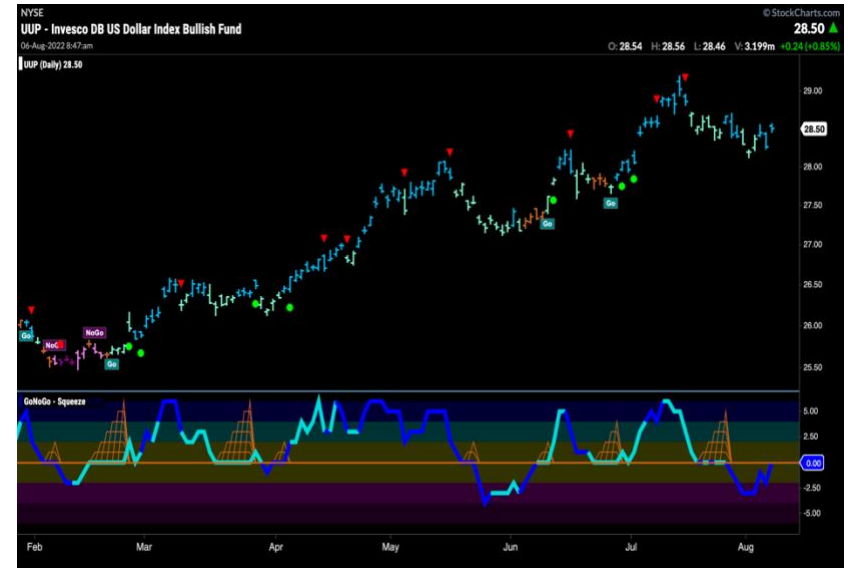 NYSE
© StockCharts.com
UUP - Invesco DB US Dollar Index Bullish Fund
28.50
06-Aug-2022 8:47am
O: 28.54 H: 28.56 L: 28.46 V: 3.199m +0.24 (+0.85%)
UUP (Daily) 28.50
29.00
28.50
28.00
27.50
27.00
26.50
26.00
25.50
Go
Go
Go
NoGo
NoG
Go
GoNoGo - Squeeze
5.00
2.50
0.00
-2.50
-5.00
Feb Mar Apr May Jun Jul Aug